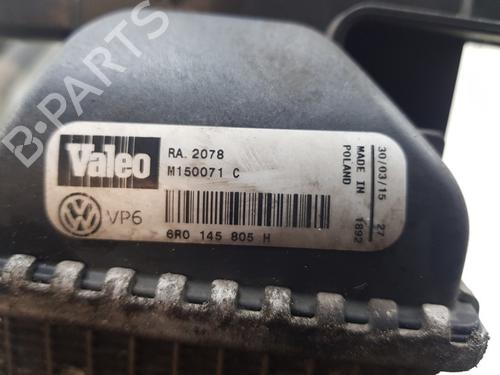 B-PARTS
Valeo
RA. 2078
M150071 C
VP6
6R0 145 805 H
MADE IN
POLAND
30/03/15
27
1892